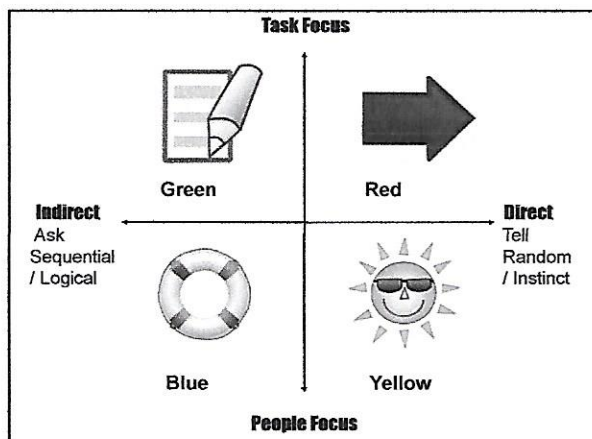 Task Focus
Green
Red
Indirect
Ask
Sequential
/ Logical
Direct
Tell
Random
/ Instinct
Blue
Yellow
People Focus